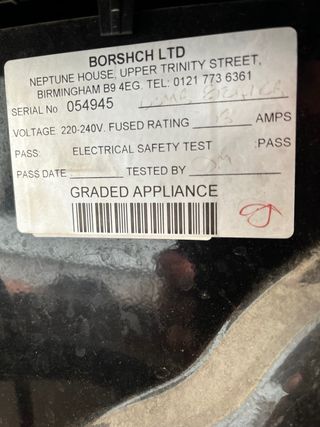 BORSHCH LTD
NEPTUNE HOUSE, UPPER TRINITY STREET,
BIRMINGHAM B9 4EG. TEL: 0121 773 6361
SERIAL No 054945
VOLTAGE: 220-240V. FUSED RATING AMPS
PASS: ELECTRICAL SAFETY TEST :PASS
PASS DATE TESTED BY
GRADED APPLIANCE